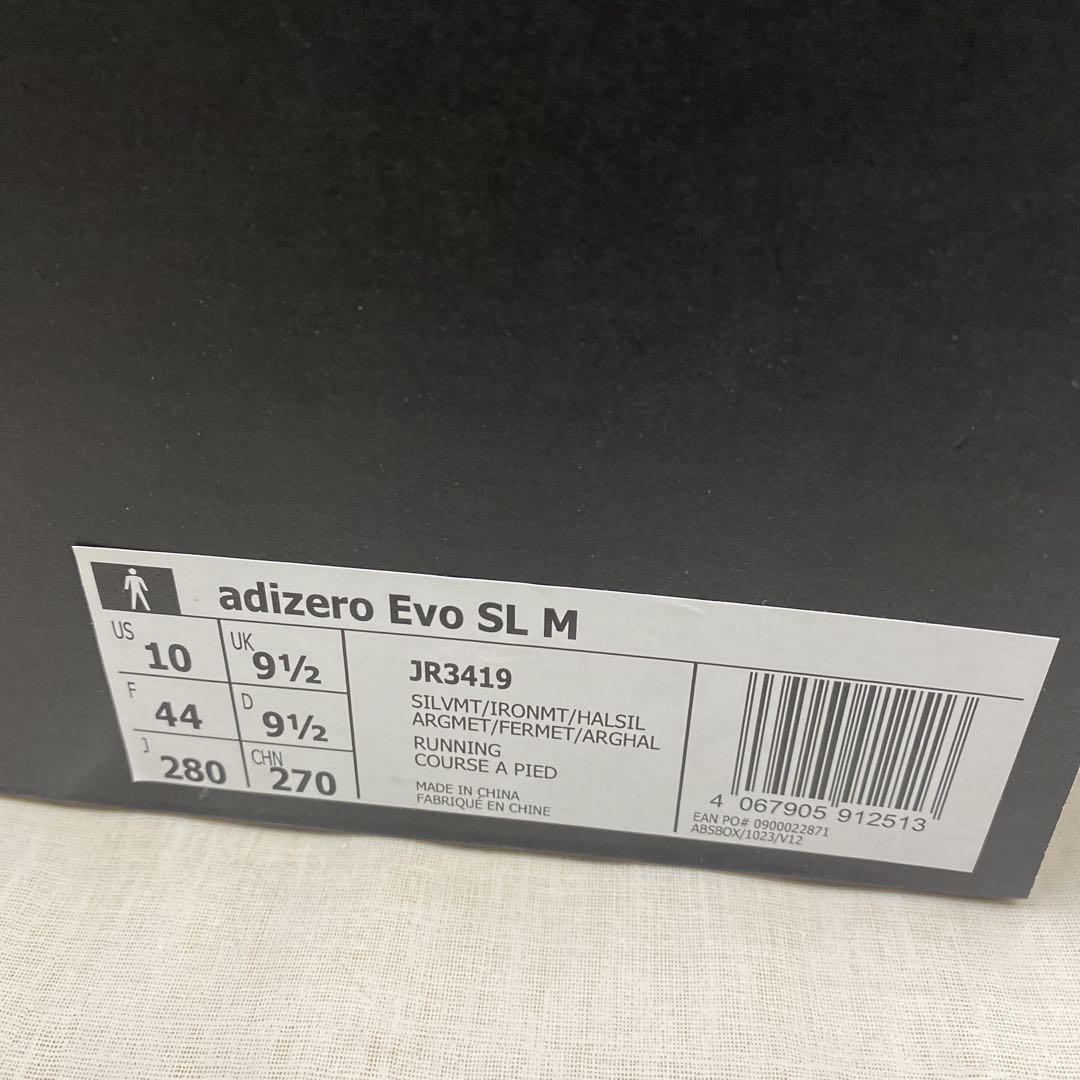 adizero Evo SL M
US 10 UK 9½
F 44 D 9½
J 280 CHN 270
JR3419
SILVMT/IRONMT/HALSIL
ARGMET/FERMET/ARGHAL
RUNNING
COURSE A PIED
MADE IN CHINA
FABRIQUÉ EN CHINE
4 067905 912513
EAN PO# 0900022871
ABSBOX/1023/V12